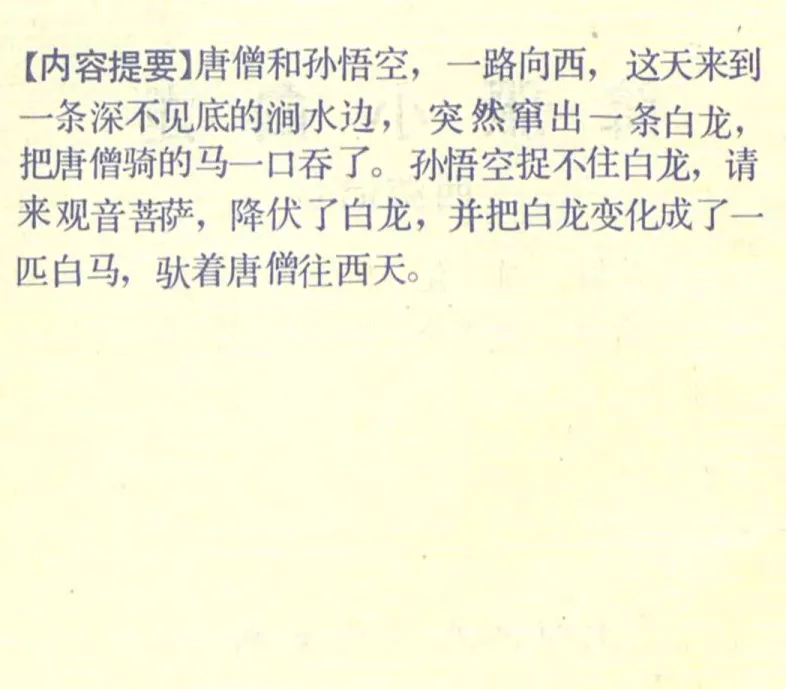 【内容提要】唐僧和孙悟空，一路向西，这天来到
一条深不见底的涧水边，突然窜出一条白龙，
把唐僧骑的马一口吞了。孙悟空捉不住白龙，请
来观音菩萨，降伏了白龙，并把白龙变化成了一
匹白马，驮着唐僧往西天。